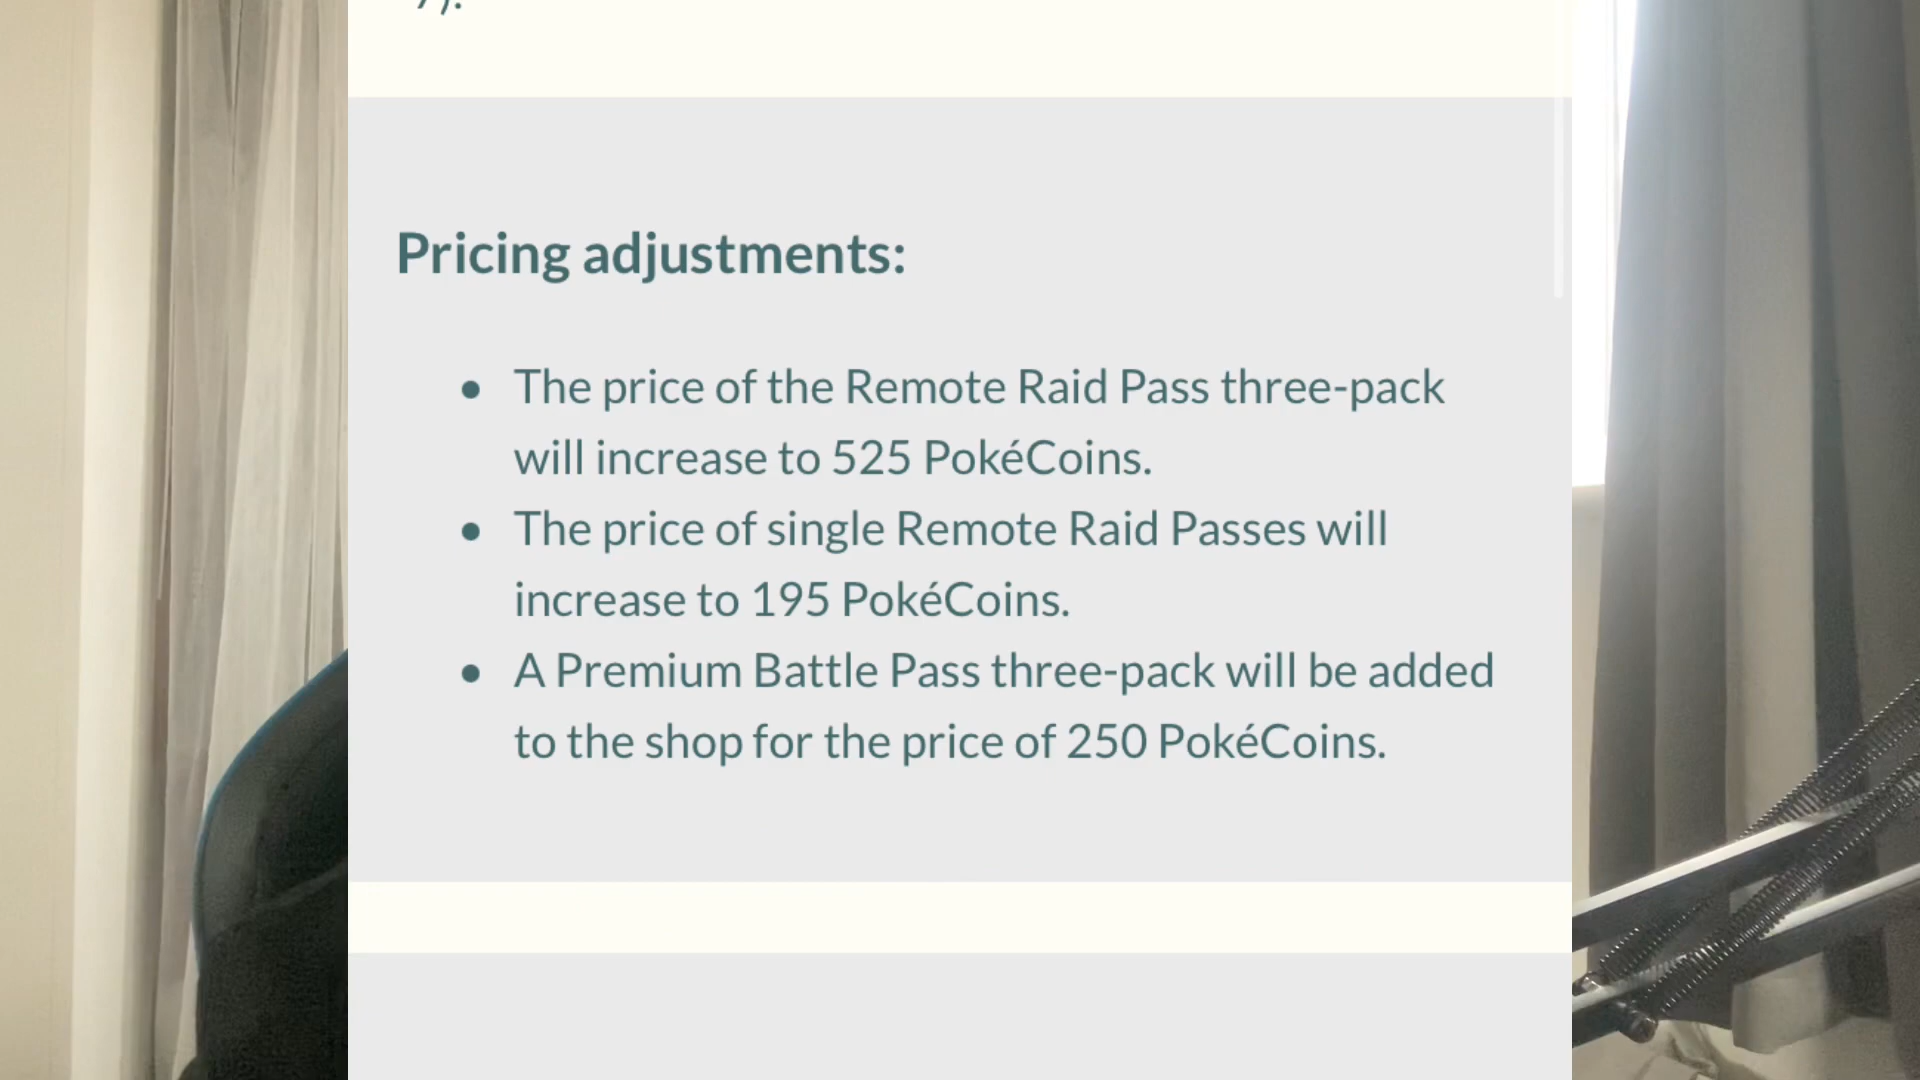 7).
Pricing adjustments:
• The price of the Remote Raid Pass three-pack
will increase to 525 PokéCoins.
• The price of single Remote Raid Passes will
increase to 195 PokéCoins.
• A Premium Battle Pass three-pack will be added
to the shop for the price of 250 PokéCoins.